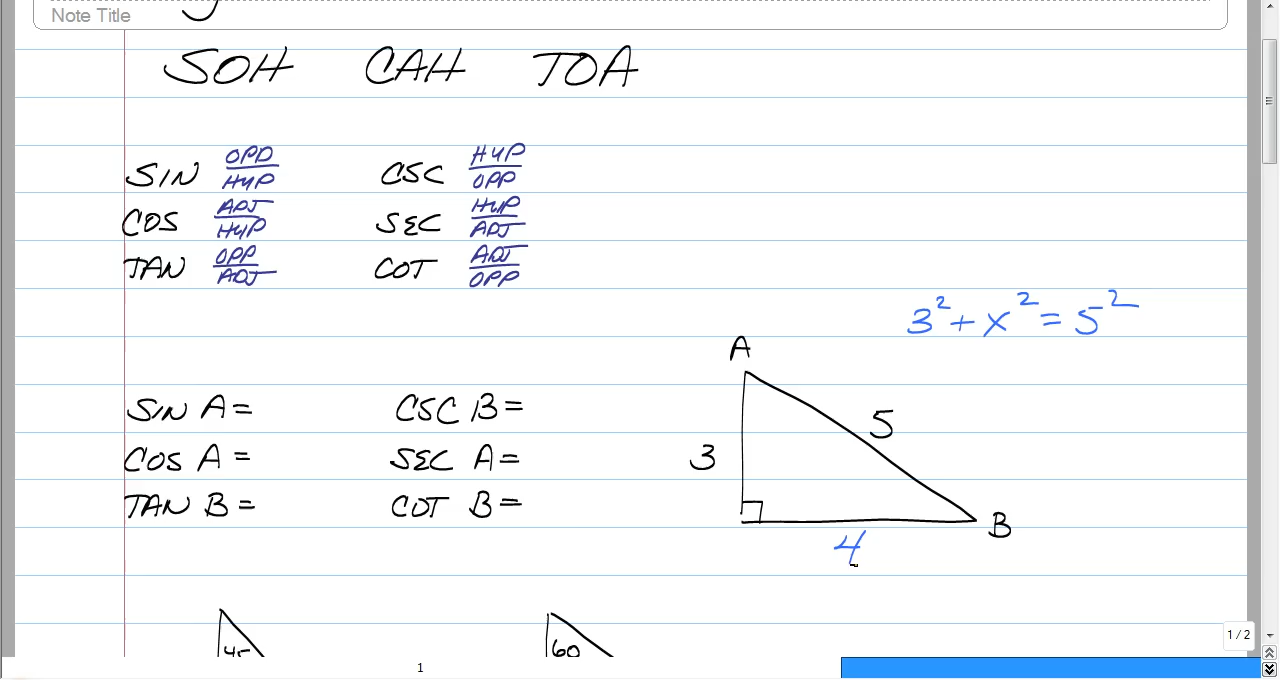 Note Title
SOH CAH TOA
SIN OPP/HYP CSC HYP/OPP
COS ADJ/HYP SEC HYP/ADJ
TAN OPP/ADJ COT ADJ/OPP
3² + x² = 5²
A
SIN A = CSC B =
5
COS A = SEC A =
3
TAN B = COT B =
B
4
45 60
1 / 2
1